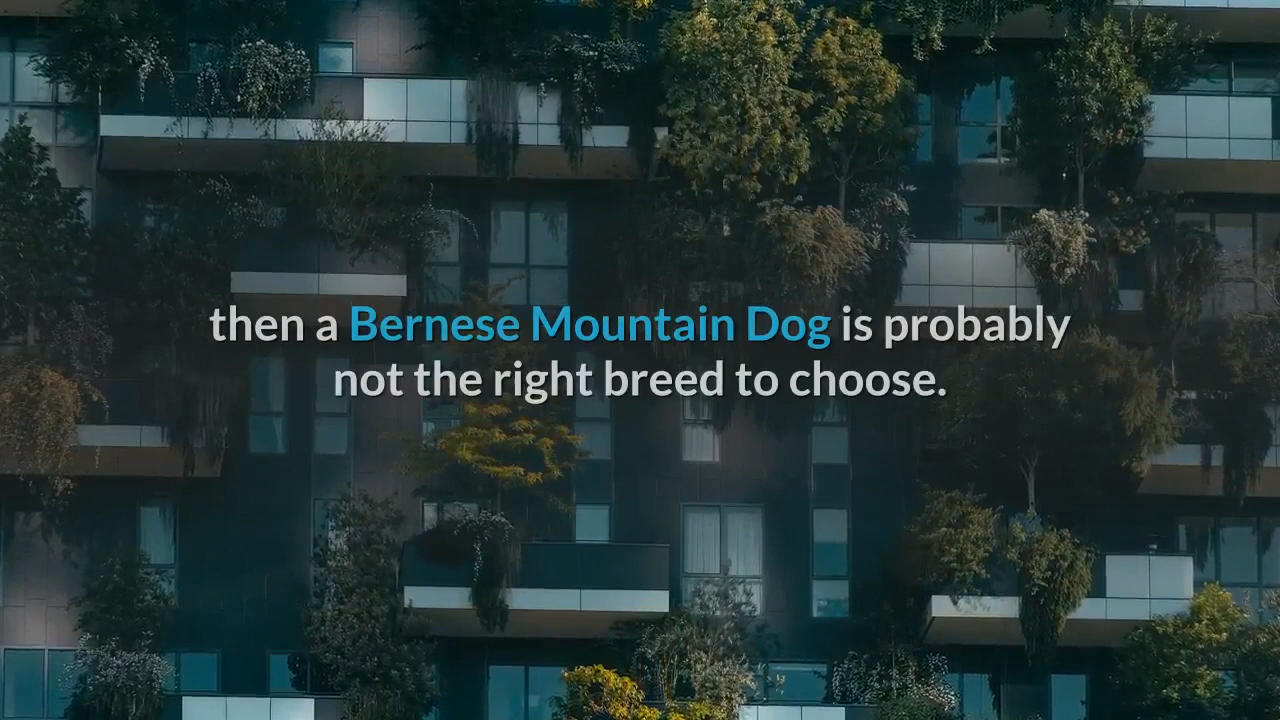 then a Bernese Mountain Dog is probably
not the right breed to choose.